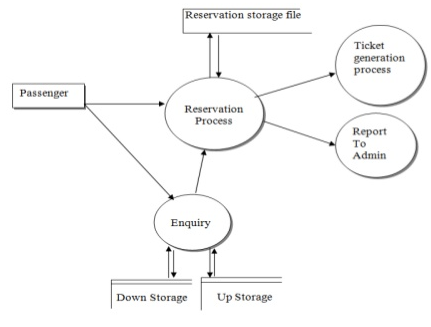 Reservation storage file
Ticket
generation
process
Passenger
Reservation
Process
Report
To
Admin
Enquiry
Down Storage
Up Storage